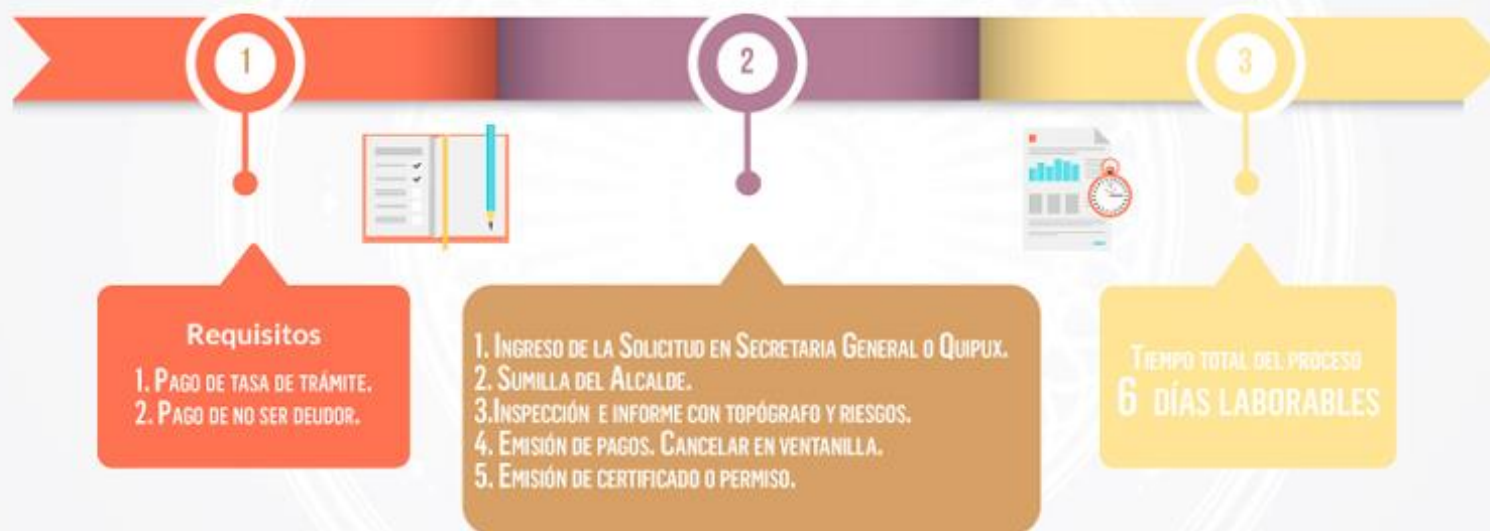 1
2
3
Requisitos
1. PAGO DE TASA DE TRÁMITE.
2. PAGO DE NO SER DEUDOR.
1. INGRESO DE LA SOLICITUD EN SECRETARIA GENERAL O QUIPUX.
2. SUMILLA DEL ALCALDE.
3.INSPECCIÓN E INFORME CON TOPÓGRAFO Y RIESGOS.
4. EMISIÓN DE PAGOS. CANCELAR EN VENTANILLA.
5. EMISIÓN DE CERTIFICADO O PERMISO.
TIEMPO TOTAL DEL PROCESO
6 DÍAS LABORABLES